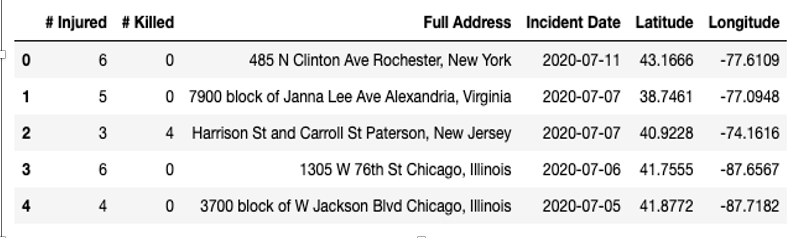 # Injured # Killed Full Address Incident Date Latitude Longitude
0 6 0 485 N Clinton Ave Rochester, New York 2020-07-11 43.1666 -77.6109
1 5 0 7900 block of Janna Lee Ave Alexandria, Virginia 2020-07-07 38.7461 -77.0948
2 3 4 Harrison St and Carroll St Paterson, New Jersey 2020-07-07 40.9228 -74.1616
3 6 0 1305 W 76th St Chicago, Illinois 2020-07-06 41.7555 -87.6567
4 4 0 3700 block of W Jackson Blvd Chicago, Illinois 2020-07-05 41.8772 -87.7182